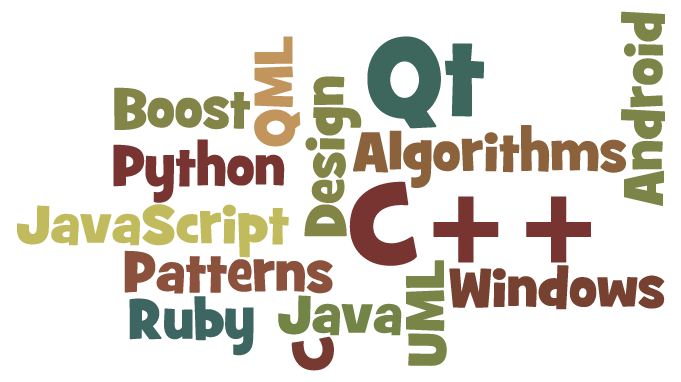 Android
Qt
QML
Boost
Design
Algorithms
Python
C++
JavaScript
Patterns
Windows
UML
Java
Ruby
C